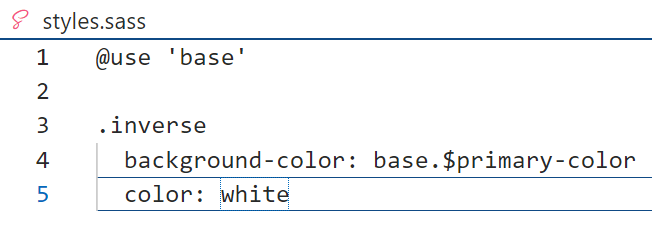 styles.sass
1 @use 'base'
2
3 .inverse
4   background-color: base.$primary-color
5   color: white